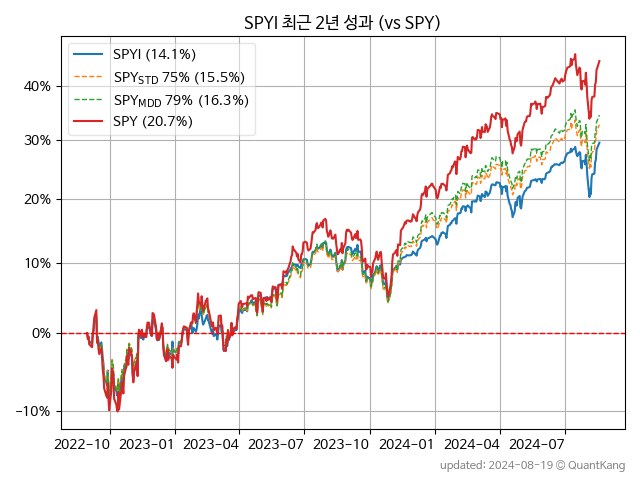 SPYI 최근 2년 성과 (vs SPY)
SPYI (14.1%)
SPY_STD 75% (15.5%)
SPY_MDD 79% (16.3%)
SPY (20.7%)
40%
30%
20%
10%
0%
−10%
2022-10 2023-01 2023-04 2023-07 2023-10 2024-01 2024-04 2024-07
updated: 2024-08-19 © QuantKang